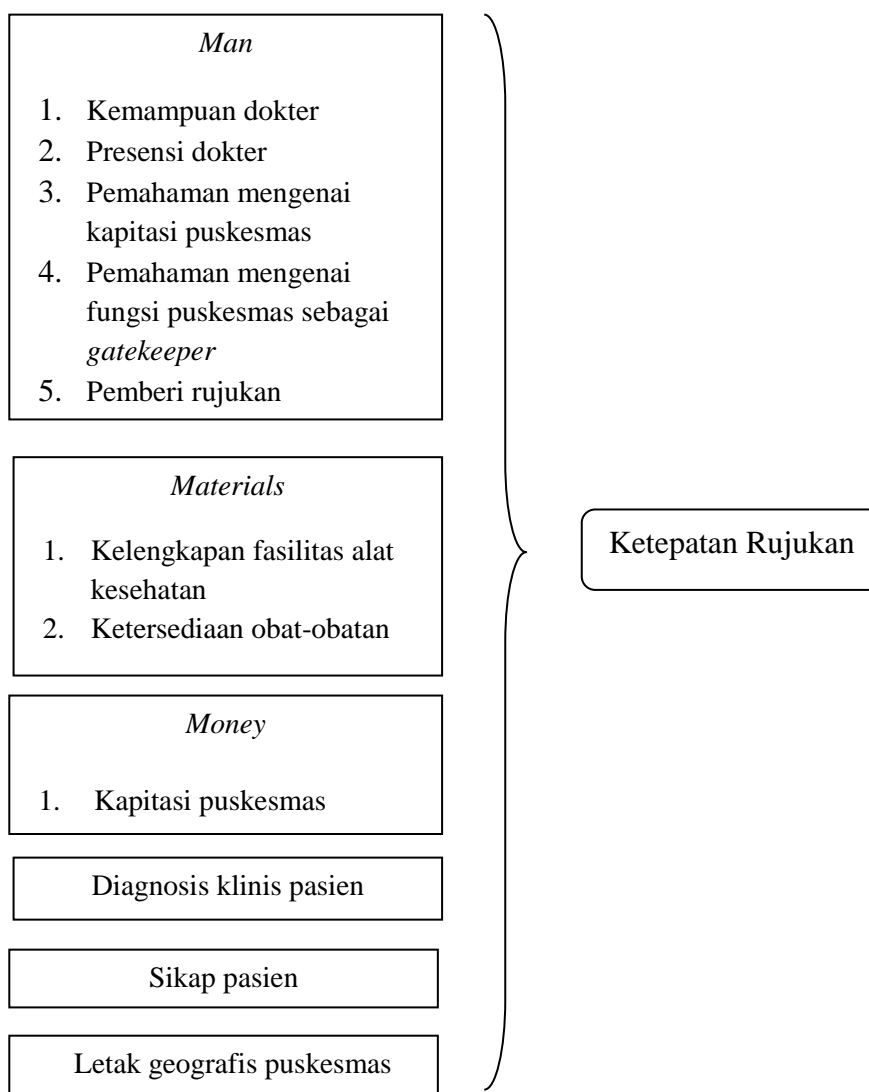 Man
1. Kemampuan dokter
2. Presensi dokter
3. Pemahaman mengenai
kapitasi puskesmas
4. Pemahaman mengenai
fungsi puskesmas sebagai
gatekeeper
5. Pemberi rujukan
Materials
1. Kelengkapan fasilitas alat
kesehatan
2. Ketersediaan obat-obatan
Money
1. Kapitasi puskesmas
Diagnosis klinis pasien
Sikap pasien
Letak geografis puskesmas
Ketepatan Rujukan